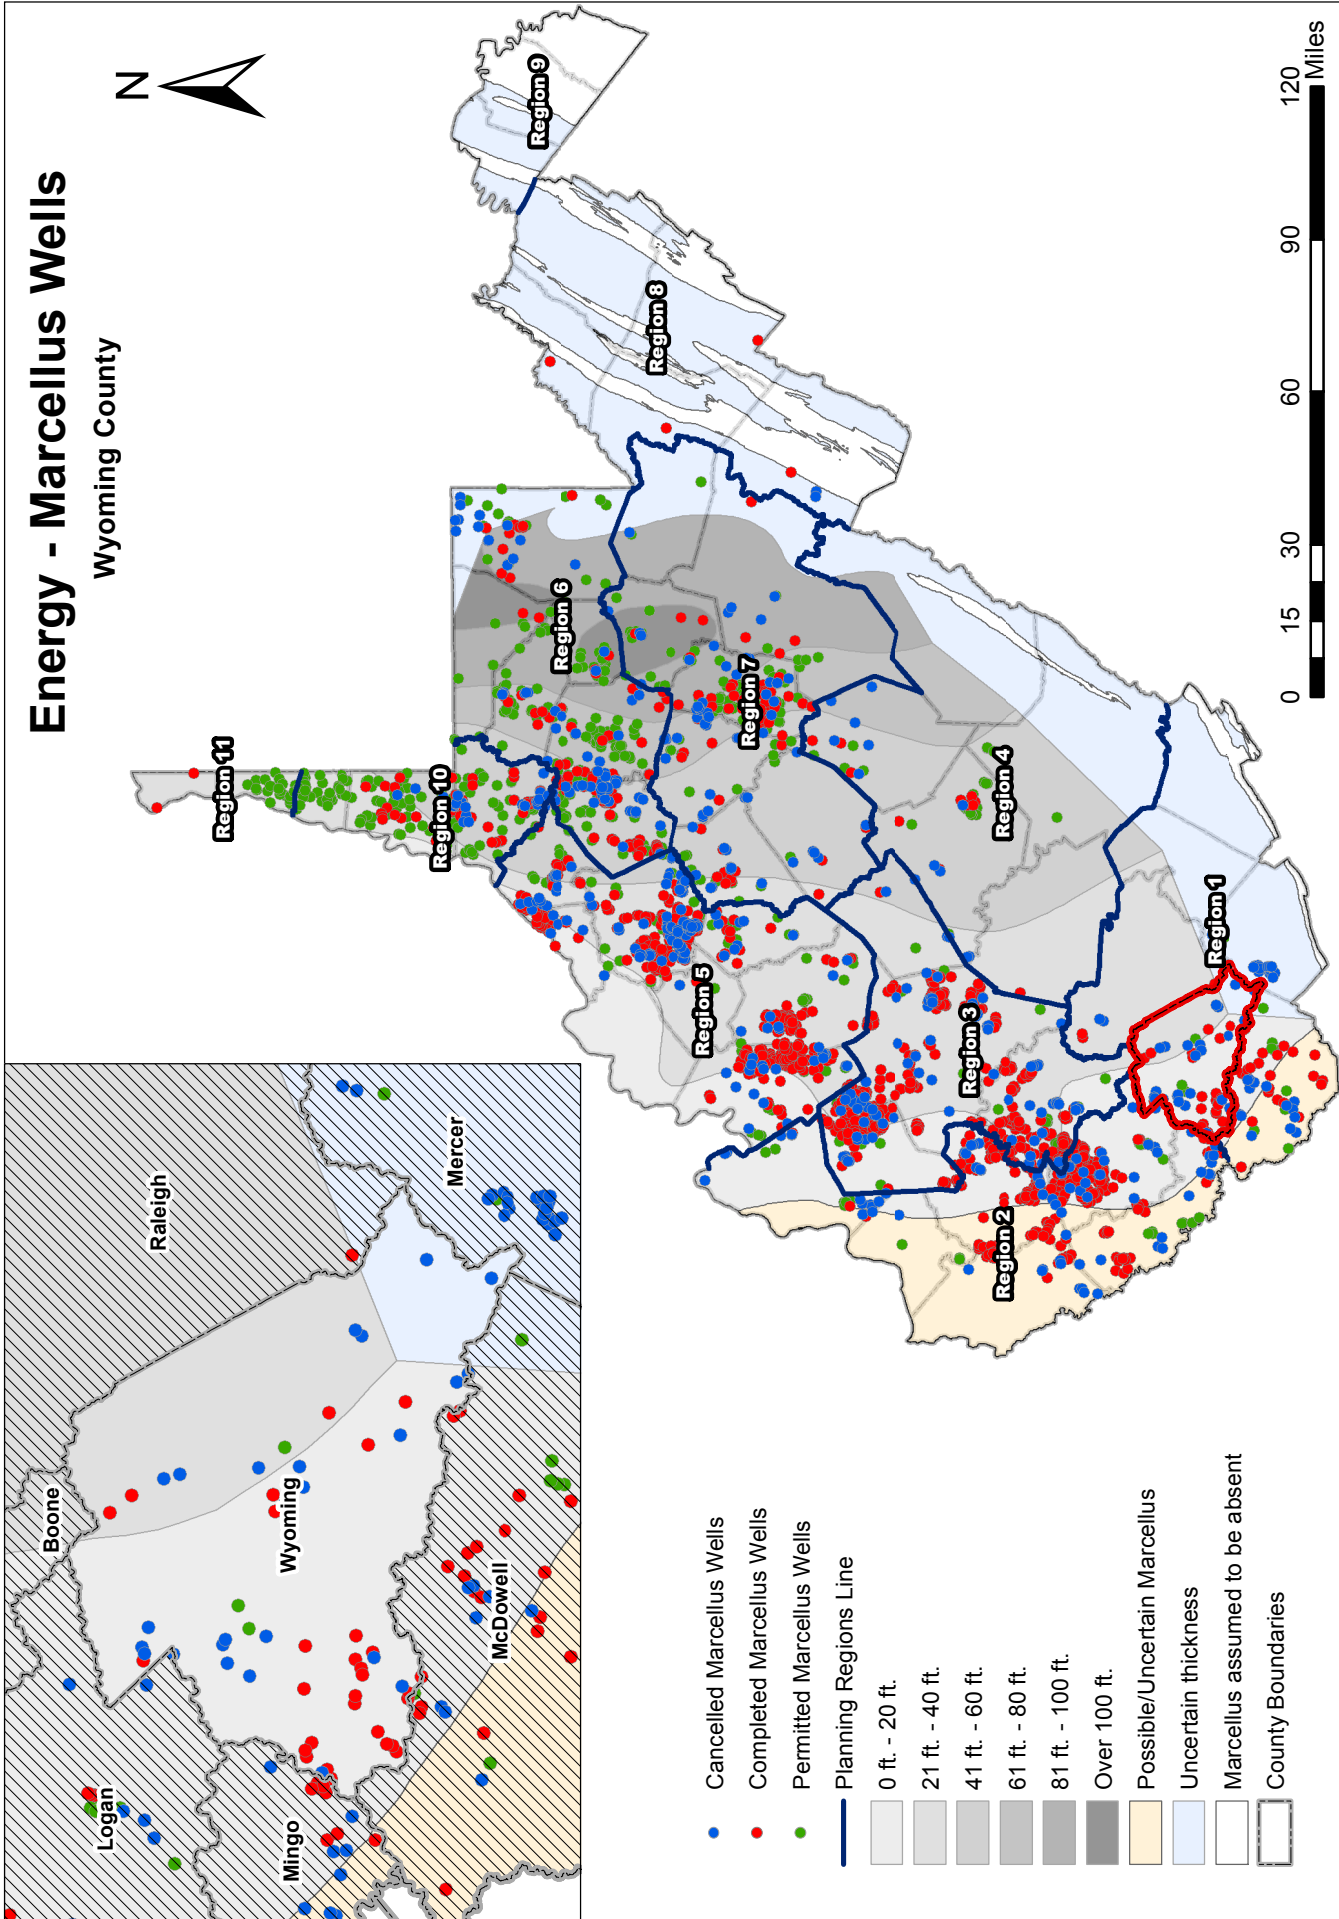 Energy - Marcellus Wells
Wyoming County
N
Raleigh
Boone
Mercer
Wyoming
Logan
McDowell
Mingo
Region 11
Region 10
Region 9
Region 8
Region 6
Region 7
Region 5
Region 4
Region 3
Region 2
Region 1
Cancelled Marcellus Wells
Completed Marcellus Wells
Permitted Marcellus Wells
Planning Regions Line
0 ft. - 20 ft.
21 ft. - 40 ft.
41 ft. - 60 ft.
61 ft. - 80 ft.
81 ft. - 100 ft.
Over 100 ft.
Possible/Uncertain Marcellus
Uncertain thickness
Marcellus assumed to be absent
County Boundaries
0 15 30 60 90 120
Miles